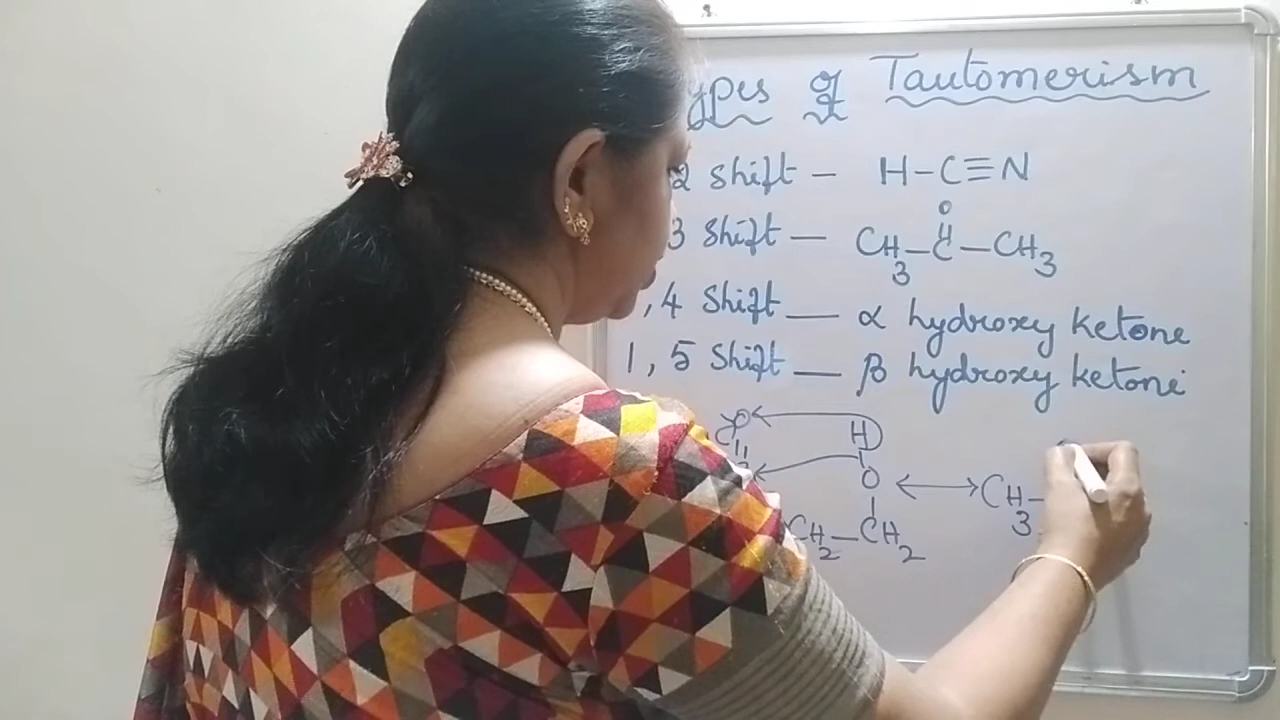 ypes of Tautomerism
2 Shift - H-C≡N
O
3 Shift - CH3-C-CH3
,4 Shift - α hydroxy ketone
1,5 Shift - β hydroxy ketone
O H
C O ↔ CH3-
CH2-CH2